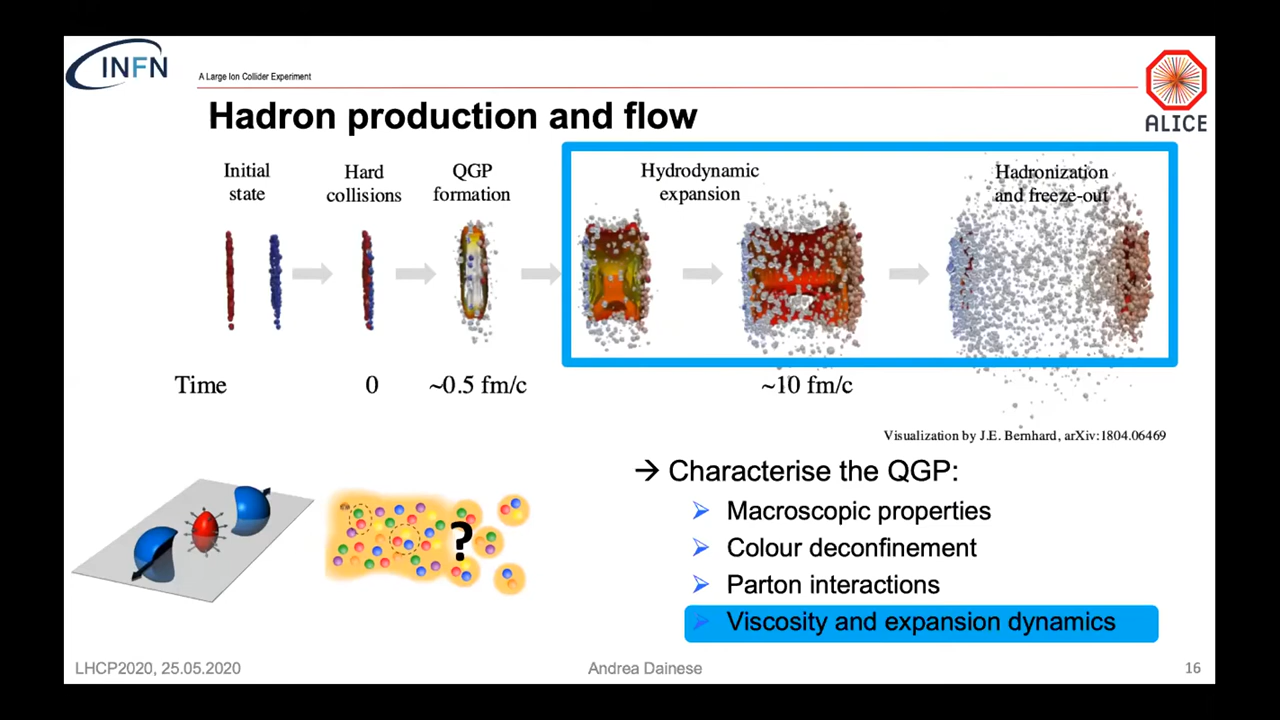 INFN
A Large Ion Collider Experiment
ALICE
Hadron production and flow
Initial
state
Hard
collisions
QGP
formation
Hydrodynamic
expansion
Hadronization
and freeze-out
Time
0
~0.5 fm/c
~10 fm/c
Visualization by J.E. Bernhard, arXiv:1804.06469
?
→ Characterise the QGP:
➢ Macroscopic properties
➢ Colour deconfinement
➢ Parton interactions
➢ Viscosity and expansion dynamics
LHCP2020, 25.05.2020
Andrea Dainese
16